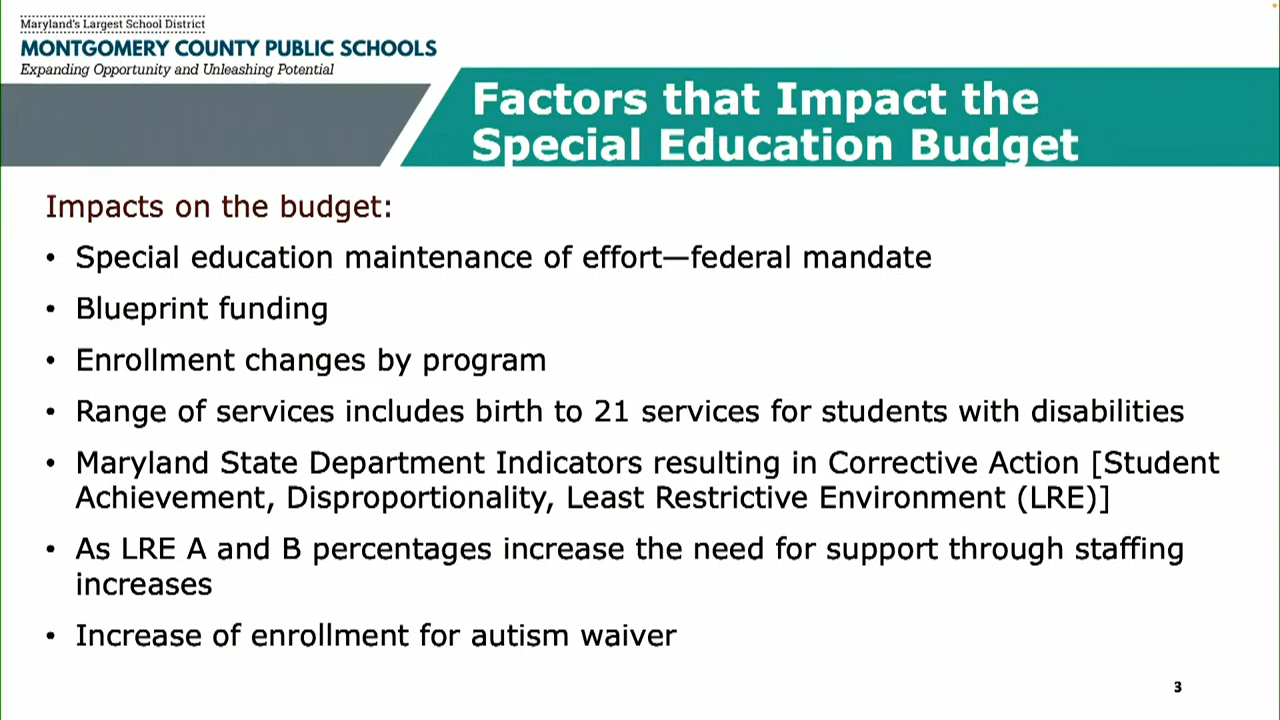 Maryland's Largest School District
MONTGOMERY COUNTY PUBLIC SCHOOLS
Expanding Opportunity and Unleashing Potential
Factors that Impact the
Special Education Budget
Impacts on the budget:
• Special education maintenance of effort—federal mandate
• Blueprint funding
• Enrollment changes by program
• Range of services includes birth to 21 services for students with disabilities
• Maryland State Department Indicators resulting in Corrective Action [Student
Achievement, Disproportionality, Least Restrictive Environment (LRE)]
• As LRE A and B percentages increase the need for support through staffing
increases
• Increase of enrollment for autism waiver
3